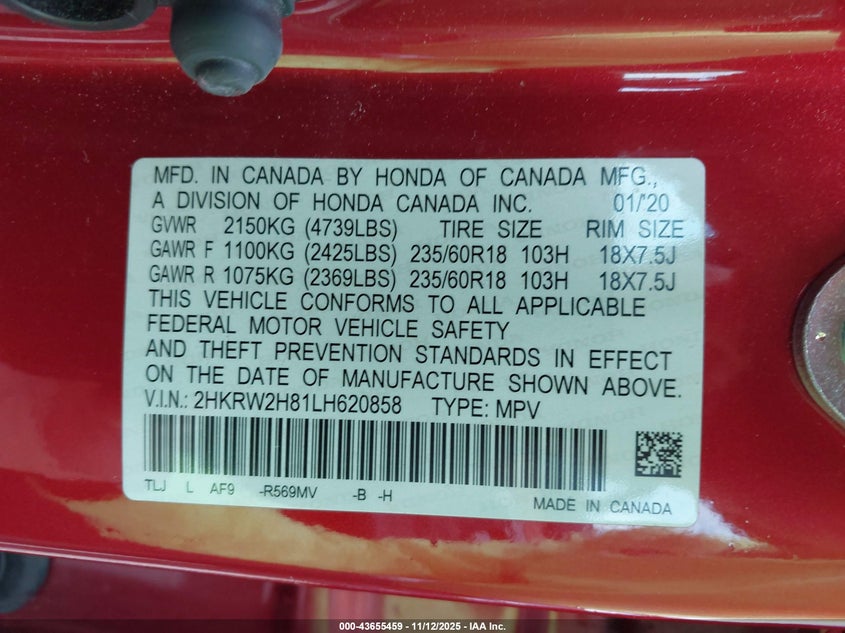 MFD. IN CANADA BY HONDA OF CANADA MFG.,
A DIVISION OF HONDA CANADA INC. 01/'20
GVWR 2150KG (4739LBS) TIRE SIZE RIM SIZE
GAWR F 1100KG (2425LBS) 235/60R18 103H 18X7.5J
GAWR R 1075KG (2369LBS) 235/60R18 103H 18X7.5J
THIS VEHICLE CONFORMS TO ALL APPLICABLE
FEDERAL MOTOR VEHICLE SAFETY
AND THEFT PREVENTION STANDARDS IN EFFECT
ON THE DATE OF MANUFACTURE SHOWN ABOVE.
V.I.N.: 2HKRW2H81LH620858 TYPE: MPV
TLJ L AF9 -R569MV -B -H
MADE IN CANADA
000-43655459 - 11/12/2025 - IAA Inc.